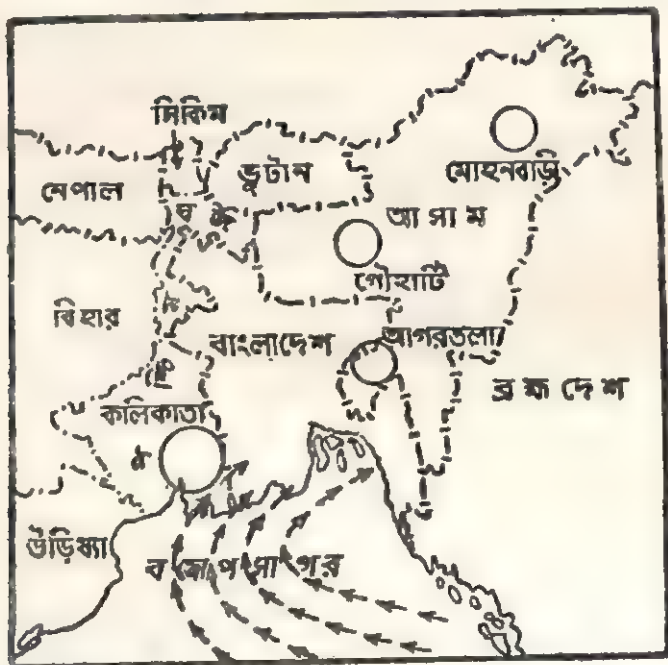 সিকিম
নেপাল
ভুটান
মোহনবাড়ি
আসাম
গৌহাটি
বিহার
বাংলাদেশ
আগরতলা
ব্রহ্মদেশ
কলিকাতা
উড়িষ্যা
বঙ্গোপসাগর